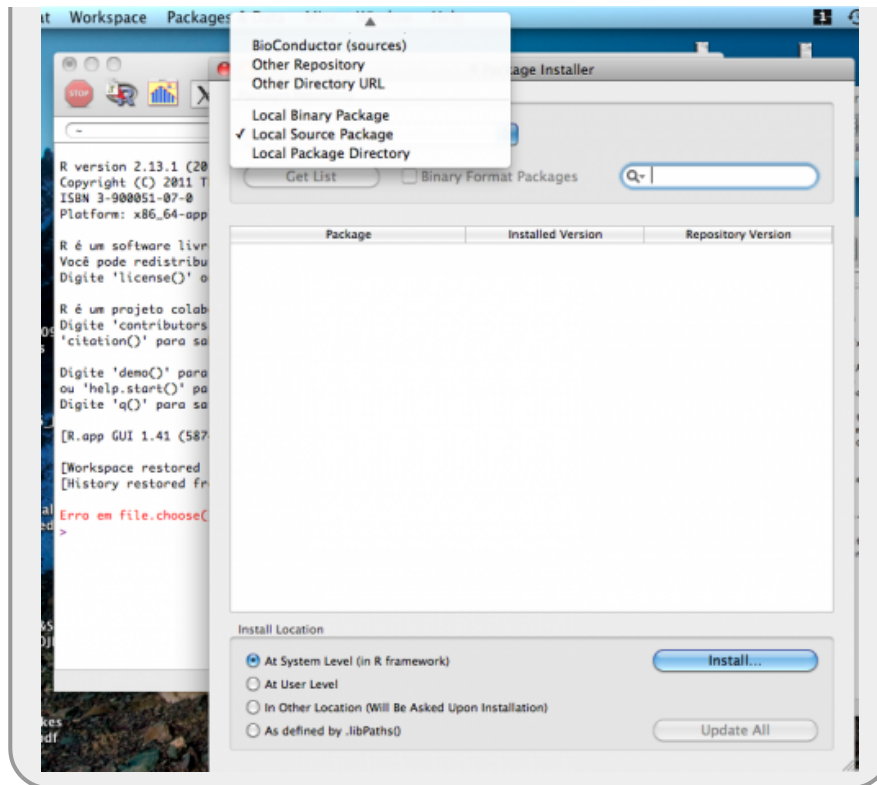 Workspace Packages
1
BioConductor (sources)
Other Repository
Other Directory URL
Local Binary Package
✓ Local Source Package
Local Package Directory
Package Installer
STOP
Get List
Binary Format Packages
Q
Package Installed Version Repository Version
R version 2.13.1 (20
Copyright (C) 2011 T
ISBN 3-900051-07-0
Platform: x86_64-app
R é um software livr
Você pode redistribu
Digite 'license()' o
R é um projeto colab
Digite 'contributors
'citation()' para sa
Digite 'demo()' para
ou 'help.start()' pa
Digite 'q()' para sa
[R.app GUI 1.41 (587
[Workspace restored
[History restored fr
Erro em file.choose(
>
Install Location
At System Level (in R framework)
Install...
At User Level
In Other Location (Will Be Asked Upon Installation)
As defined by .libPaths()
Update All